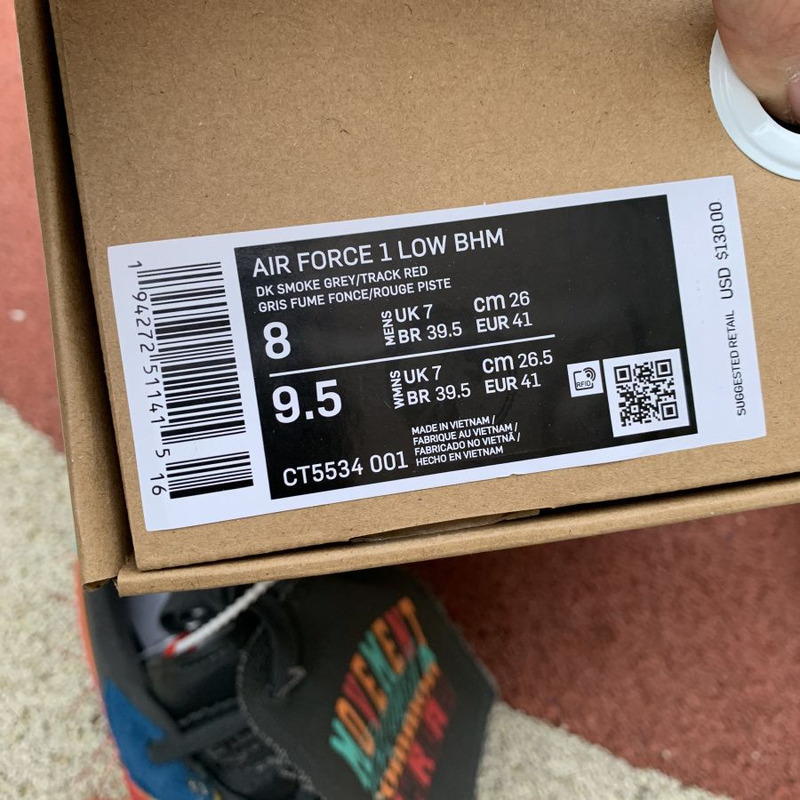 AIR FORCE 1 LOW BHM
DK SMOKE GREY/TRACK RED
GRIS FUME FONCE/ROUGE PISTE
8 MENS UK 7 cm 26
BR 39.5 EUR 41
9.5 WMNS UK 7 cm 26.5
BR 39.5 EUR 41
RFID
MADE IN VIETNAM /
FABRIQUE AU VIETNAM /
FABRICADO NO VIETNÃ /
HECHO EN VIETNAM
CT5534 001
1 94272 51141 5 16
SUGGESTED RETAIL USD $130.00
MOVEMENT